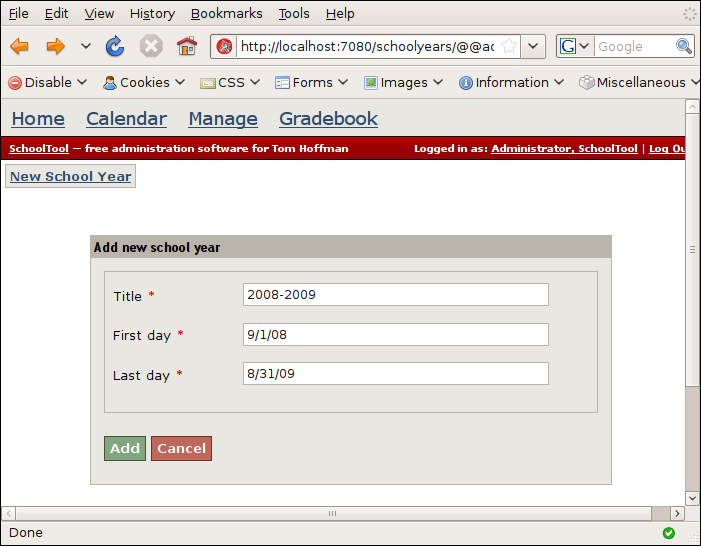 File Edit View History Bookmarks Tools Help
http://localhost:7080/schoolyears/@@ad G Google
Disable Cookies CSS Forms Images Information Miscellaneous
Home Calendar Manage Gradebook
SchoolTool — free administration software for Tom Hoffman Logged in as: Administrator, SchoolTool | Log Ou
New School Year
Add new school year
Title * 2008-2009
First day * 9/1/08
Last day * 8/31/09
Add Cancel
Done